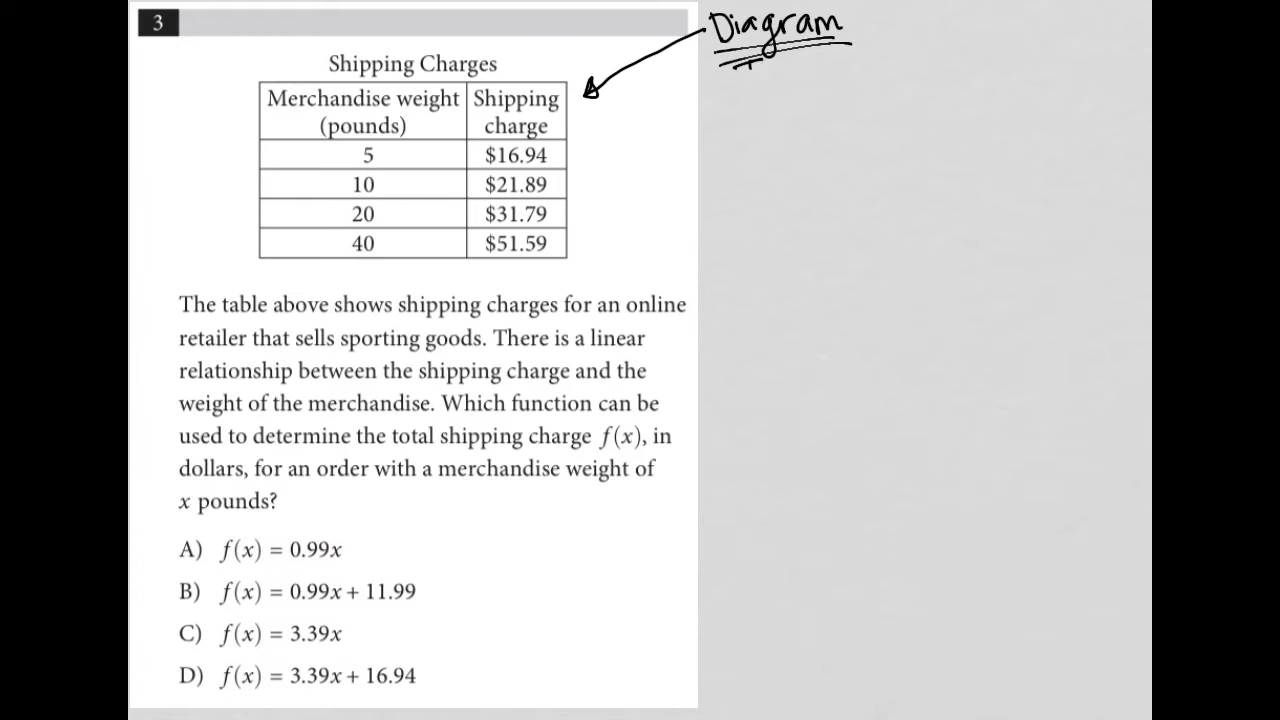 3
Diagram
Shipping Charges
Merchandise weight (pounds) Shipping charge
5 $16.94
10 $21.89
20 $31.79
40 $51.59
The table above shows shipping charges for an online
retailer that sells sporting goods. There is a linear
relationship between the shipping charge and the
weight of the merchandise. Which function can be
used to determine the total shipping charge f(x), in
dollars, for an order with a merchandise weight of
x pounds?
A) f(x) = 0.99x
B) f(x) = 0.99x + 11.99
C) f(x) = 3.39x
D) f(x) = 3.39x + 16.94